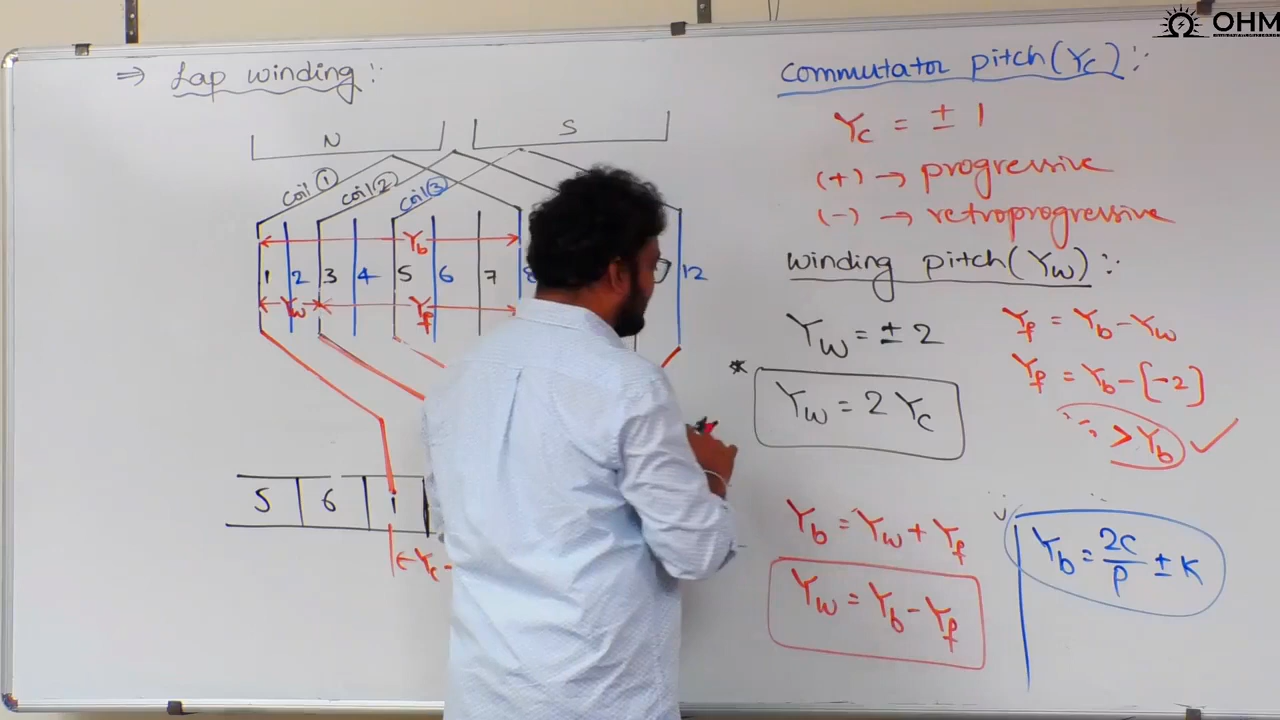 OHM
⇒ Lap winding :-
N
S
coil ①
coil ②
coil ③
Yb
1 2 3 4 5 6 7 8 12
Yw
Yf
5 6 1
Yc
commutator pitch (Yc) :-
Yc = ± 1
(+) → progressive
(-) → retroprogressive
winding pitch (Yw) :-
Yw = ± 2
* Yw = 2 Yc
Yf = Yb - Yw
Yf = Yb - [-2]
∵ > Yb ✓
Yb = Yw + Yf
Yw = Yb - Yf
Yb = 2c/p ± K